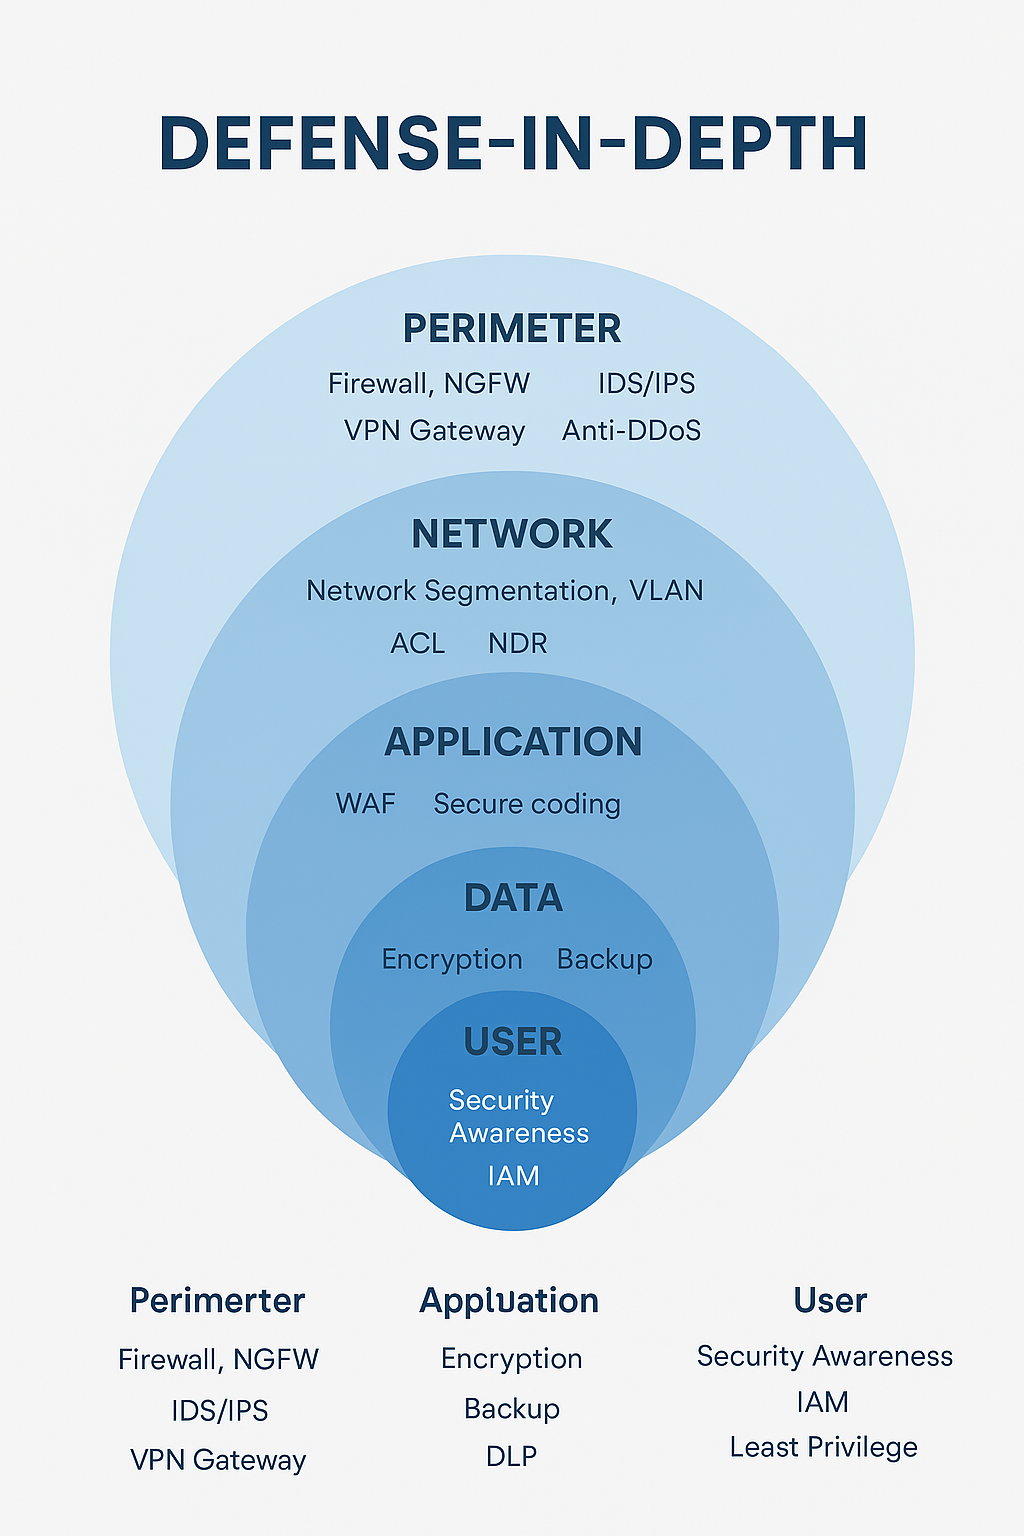 DEFENSE-IN-DEPTH
PERIMETER
Firewall, NGFW IDS/IPS
VPN Gateway Anti-DDoS
NETWORK
Network Segmentation, VLAN
ACL NDR
APPLICATION
WAF Secure coding
DATA
Encryption Backup
USER
Security
Awareness
IAM
Perimerter
Firewall, NGFW
IDS/IPS
VPN Gateway
Appluation
Encryption
Backup
DLP
User
Security Awareness
IAM
Least Privilege